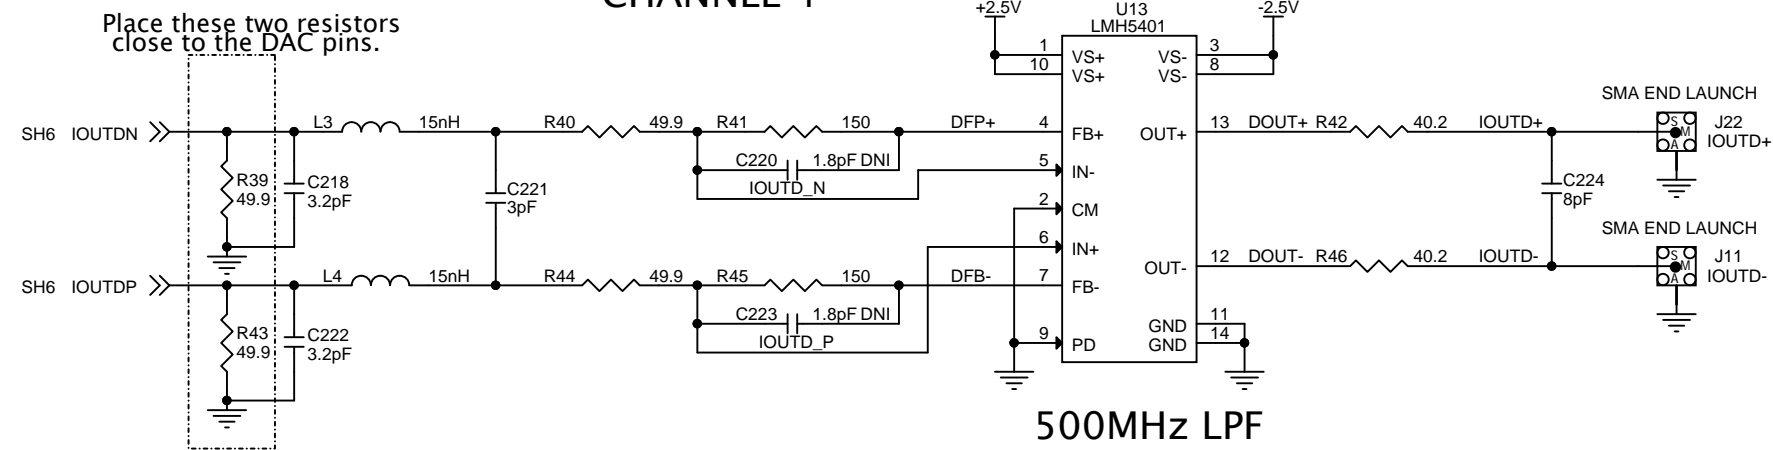 Place these two resistors
close to the DAC pins.
+2.5V
U13
LMH5401
-2.5V
1
VS+
10
VS+
3
VS-
8
VS-
SMA END LAUNCH
SH6 IOUTDN
L3
15nH
R40
49.9
R41
150
DFP+
4
FB+
OUT+
13
DOUT+
R42
40.2
IOUTD+
S
M
A
J22
IOUTD+
C220
1.8pF DNI
5
IN-
IOUTD_N
R39
49.9
C218
3.2pF
C221
3pF
2
CM
C224
8pF
6
IN+
SMA END LAUNCH
SH6 IOUTDP
L4
15nH
R44
49.9
R45
150
DFB-
7
FB-
OUT-
12
DOUT-
R46
40.2
IOUTD-
S
M
A
J11
IOUTD-
C223
1.8pF DNI
IOUTD_P
R43
49.9
C222
3.2pF
9
PD
GND
11
GND
14
500MHz LPF